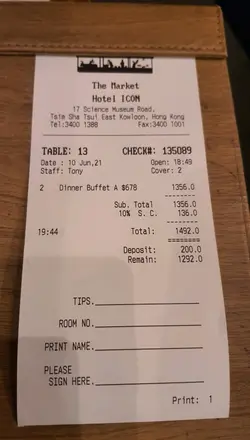 The Market
Hotel ICON
17 Science Museum Road,
Tsim Sha Tsui East Kowloon, Hong Kong
Tel:3400 1388 Fax:3400 1001
TABLE: 13 CHECK#: 135089
Date : 10 Jun,21 Open: 18:49
Staff: Tony Cover: 2
2 Dinner Buffet A $678 1356.0
Sub. Total 1356.0
10% S. C. 136.0
19:44 Total: 1492.0
Deposit: 200.0
Remain: 1292.0
TIPS.
ROOM NO.
PRINT NAME.
PLEASE
SIGN HERE.
Print: 1